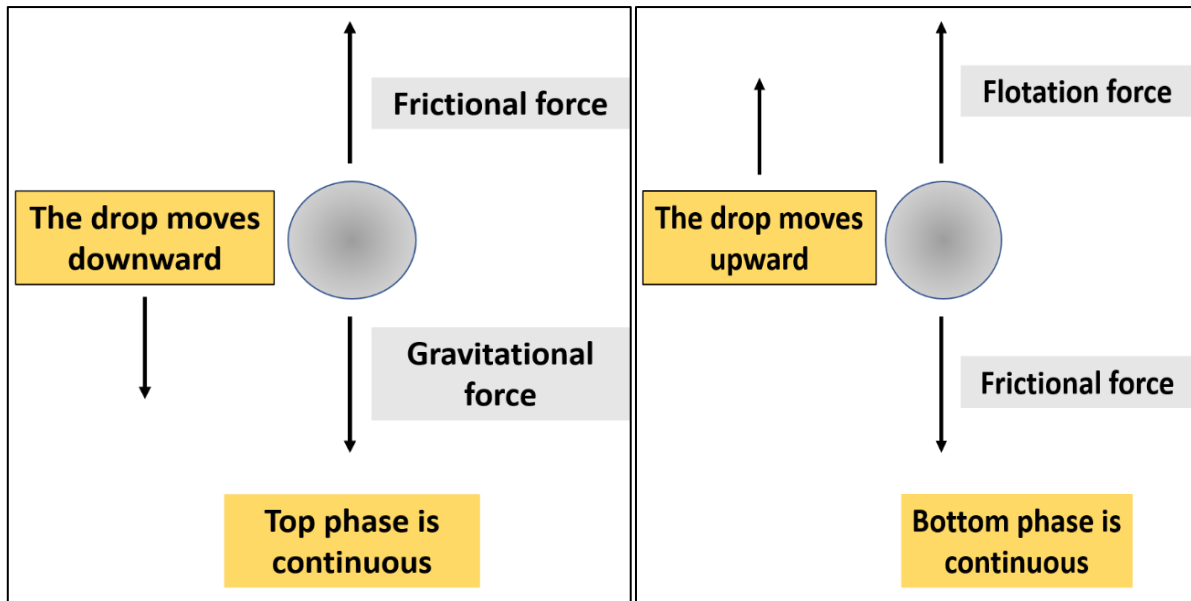 Frictional force
The drop moves
downward
Gravitational
force
Top phase is
continuous
Flotation force
The drop moves
upward
Frictional force
Bottom phase is
continuous